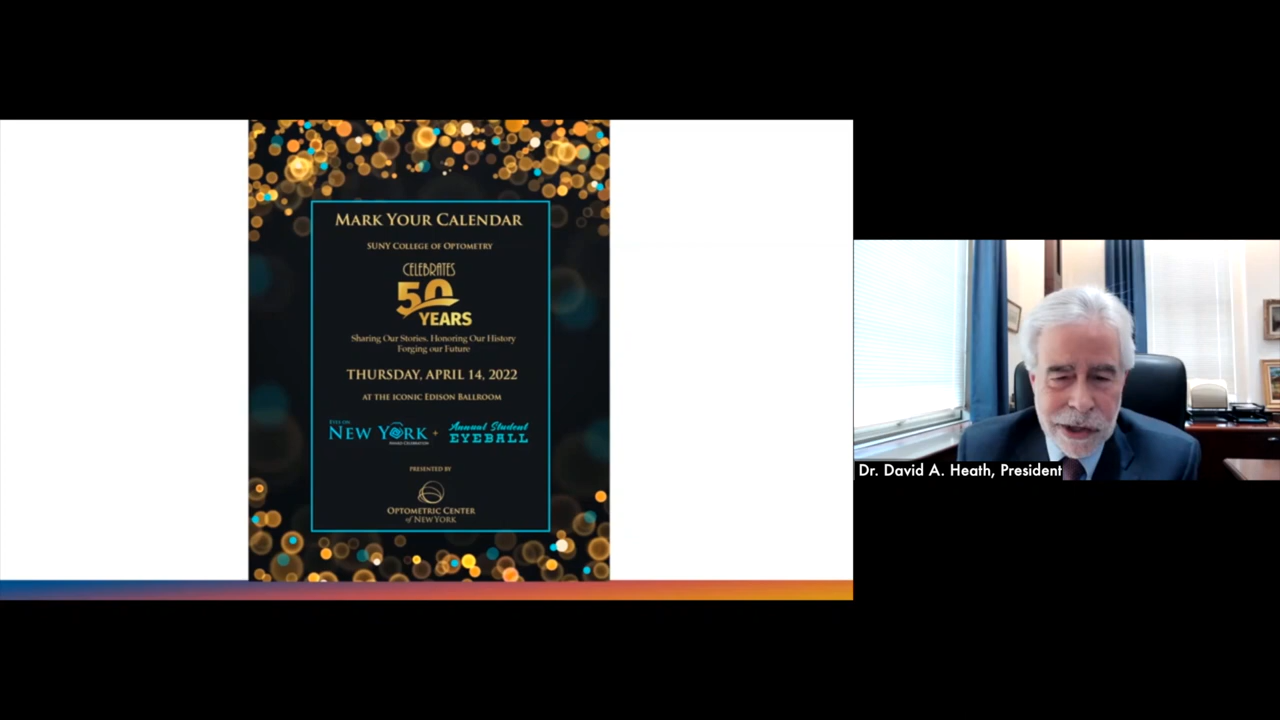 MARK YOUR CALENDAR
SUNY COLLEGE OF OPTOMETRY
CELEBRATES
50
YEARS
Sharing Our Stories. Honoring Our History
Forging our Future
THURSDAY, APRIL 14, 2022
AT THE ICONIC EDISON BALLROOM
EYES ON
NEW YORK
+
Annual Student
EYEBALL
PRESENTED BY
OPTOMETRIC CENTER
of NEW YORK
Dr. David A. Heath, President